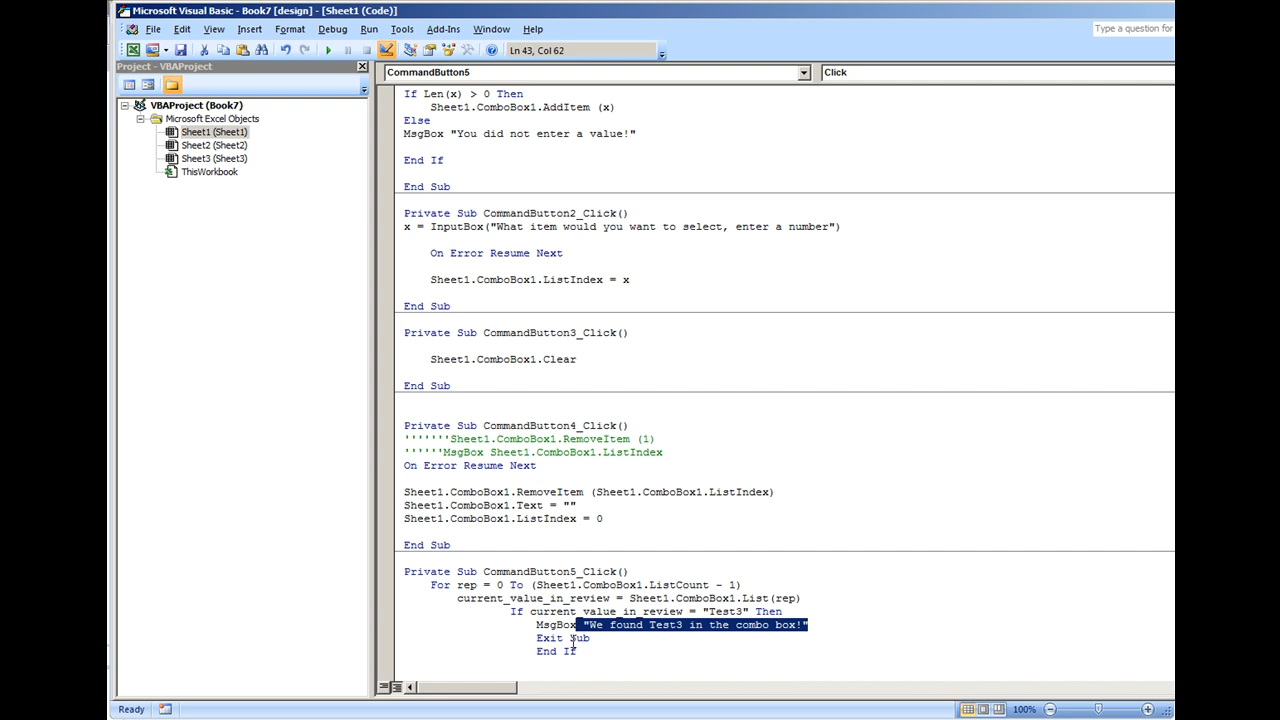 Microsoft Visual Basic - Book7 [design] - [Sheet1 (Code)]
File Edit View Insert Format Debug Run Tools Add-Ins Window Help
Type a question for
Ln 43, Col 62
Project - VBAProject
CommandButton5
Click
VBAProject (Book7)
Microsoft Excel Objects
Sheet1 (Sheet1)
Sheet2 (Sheet2)
Sheet3 (Sheet3)
ThisWorkbook
If Len(x) > 0 Then
Sheet1.ComboBox1.AddItem (x)
Else
MsgBox "You did not enter a value!"
End If
End Sub
Private Sub CommandButton2_Click()
x = InputBox("What item would you want to select, enter a number")
On Error Resume Next
Sheet1.ComboBox1.ListIndex = x
End Sub
Private Sub CommandButton3_Click()
Sheet1.ComboBox1.Clear
End Sub
Private Sub CommandButton4_Click()
'''''''Sheet1.ComboBox1.RemoveItem (1)
''''''MsgBox Sheet1.ComboBox1.ListIndex
On Error Resume Next
Sheet1.ComboBox1.RemoveItem (Sheet1.ComboBox1.ListIndex)
Sheet1.ComboBox1.Text = ""
Sheet1.ComboBox1.ListIndex = 0
End Sub
Private Sub CommandButton5_Click()
For rep = 0 To (Sheet1.ComboBox1.ListCount - 1)
current_value_in_review = Sheet1.ComboBox1.List(rep)
If current_value_in_review = "Test3" Then
MsgBox "We found Test3 in the combo box!"
Exit Sub
End If
Ready
100%